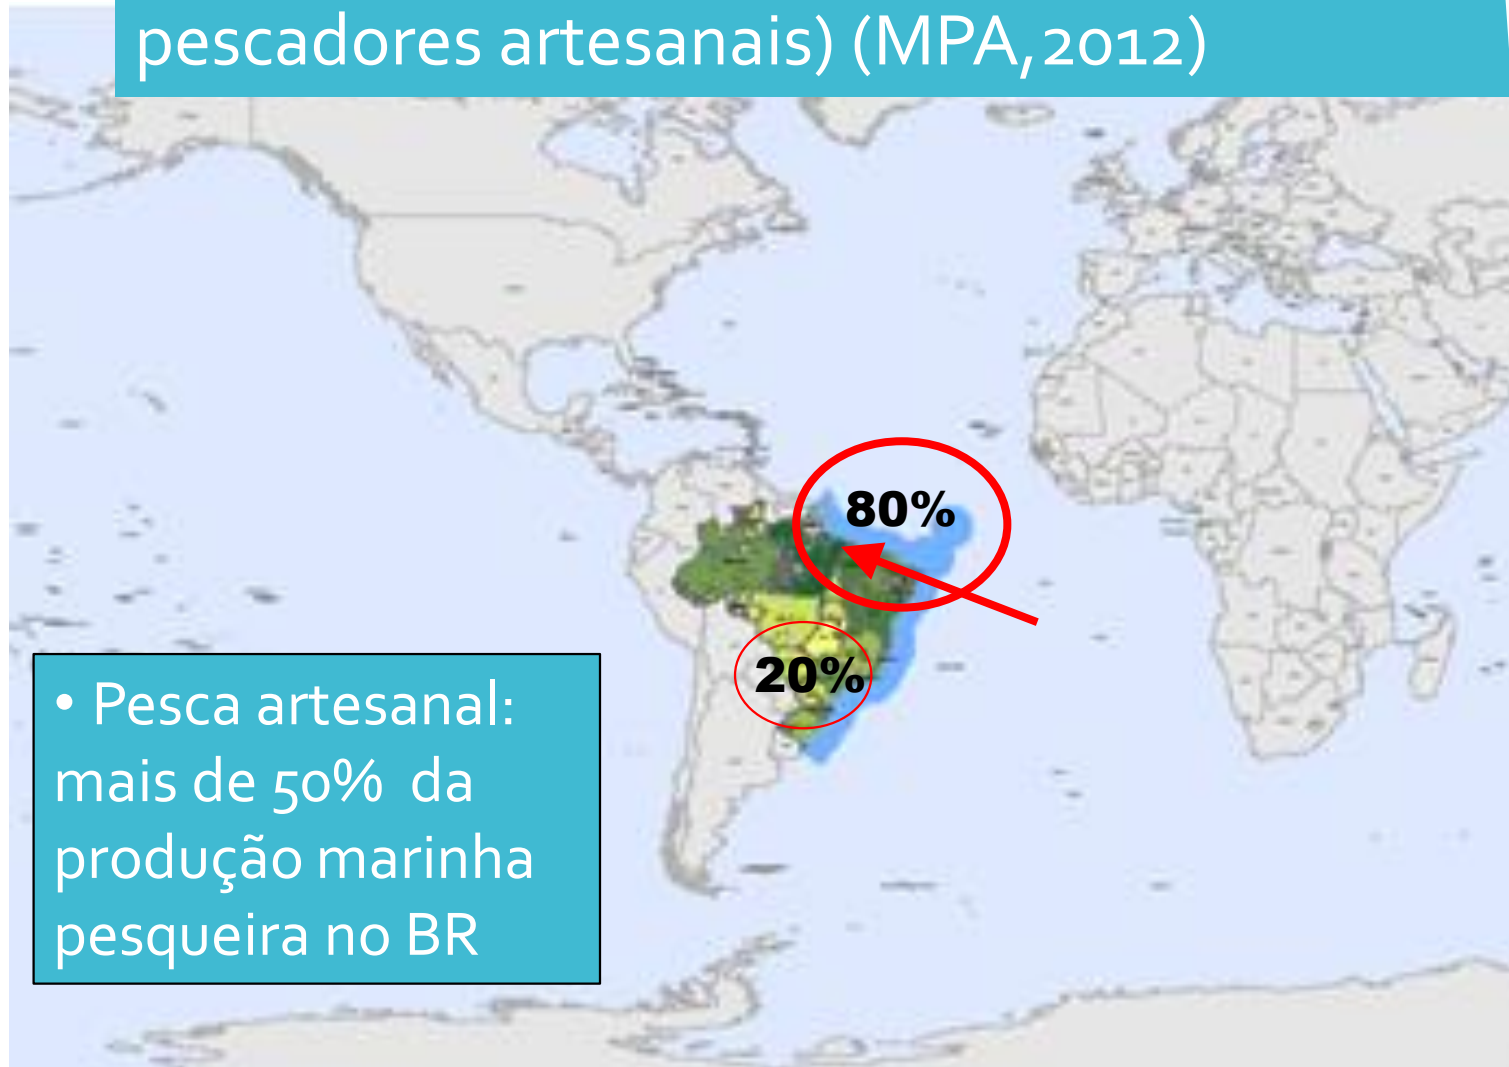 pescadores artesanais) (MPA,2012)
80%
20%
• Pesca artesanal:
mais de 50% da
produção marinha
pesqueira no BR